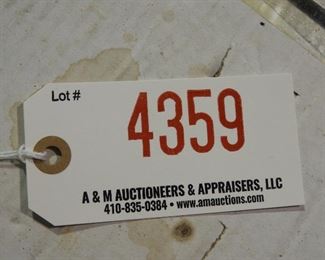 Lot #
4359
A & M AUCTIONEERS & APPRAISERS, LLC
410-835-0384 • www.amauctions.com